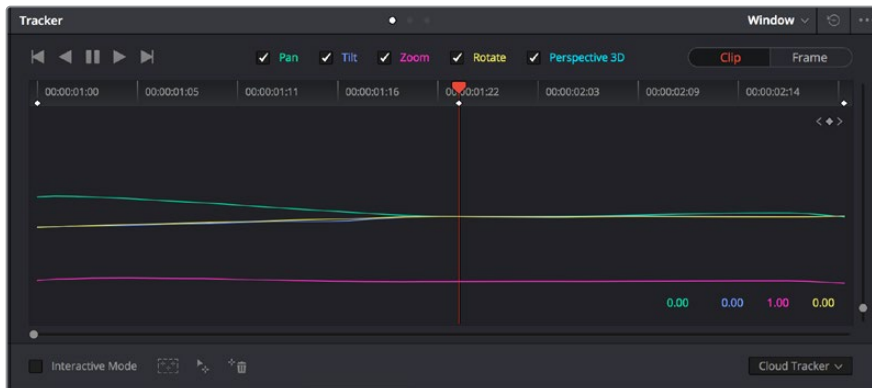 Tracker Window
Pan Tilt Zoom Rotate Perspective 3D Clip Frame
00:00:01:00 00:00:01:05 00:00:01:11 00:00:01:16 00:00:01:22 00:00:02:03 00:00:02:09 00:00:02:14
0.00 0.00 1.00 0.00
Interactive Mode Cloud Tracker